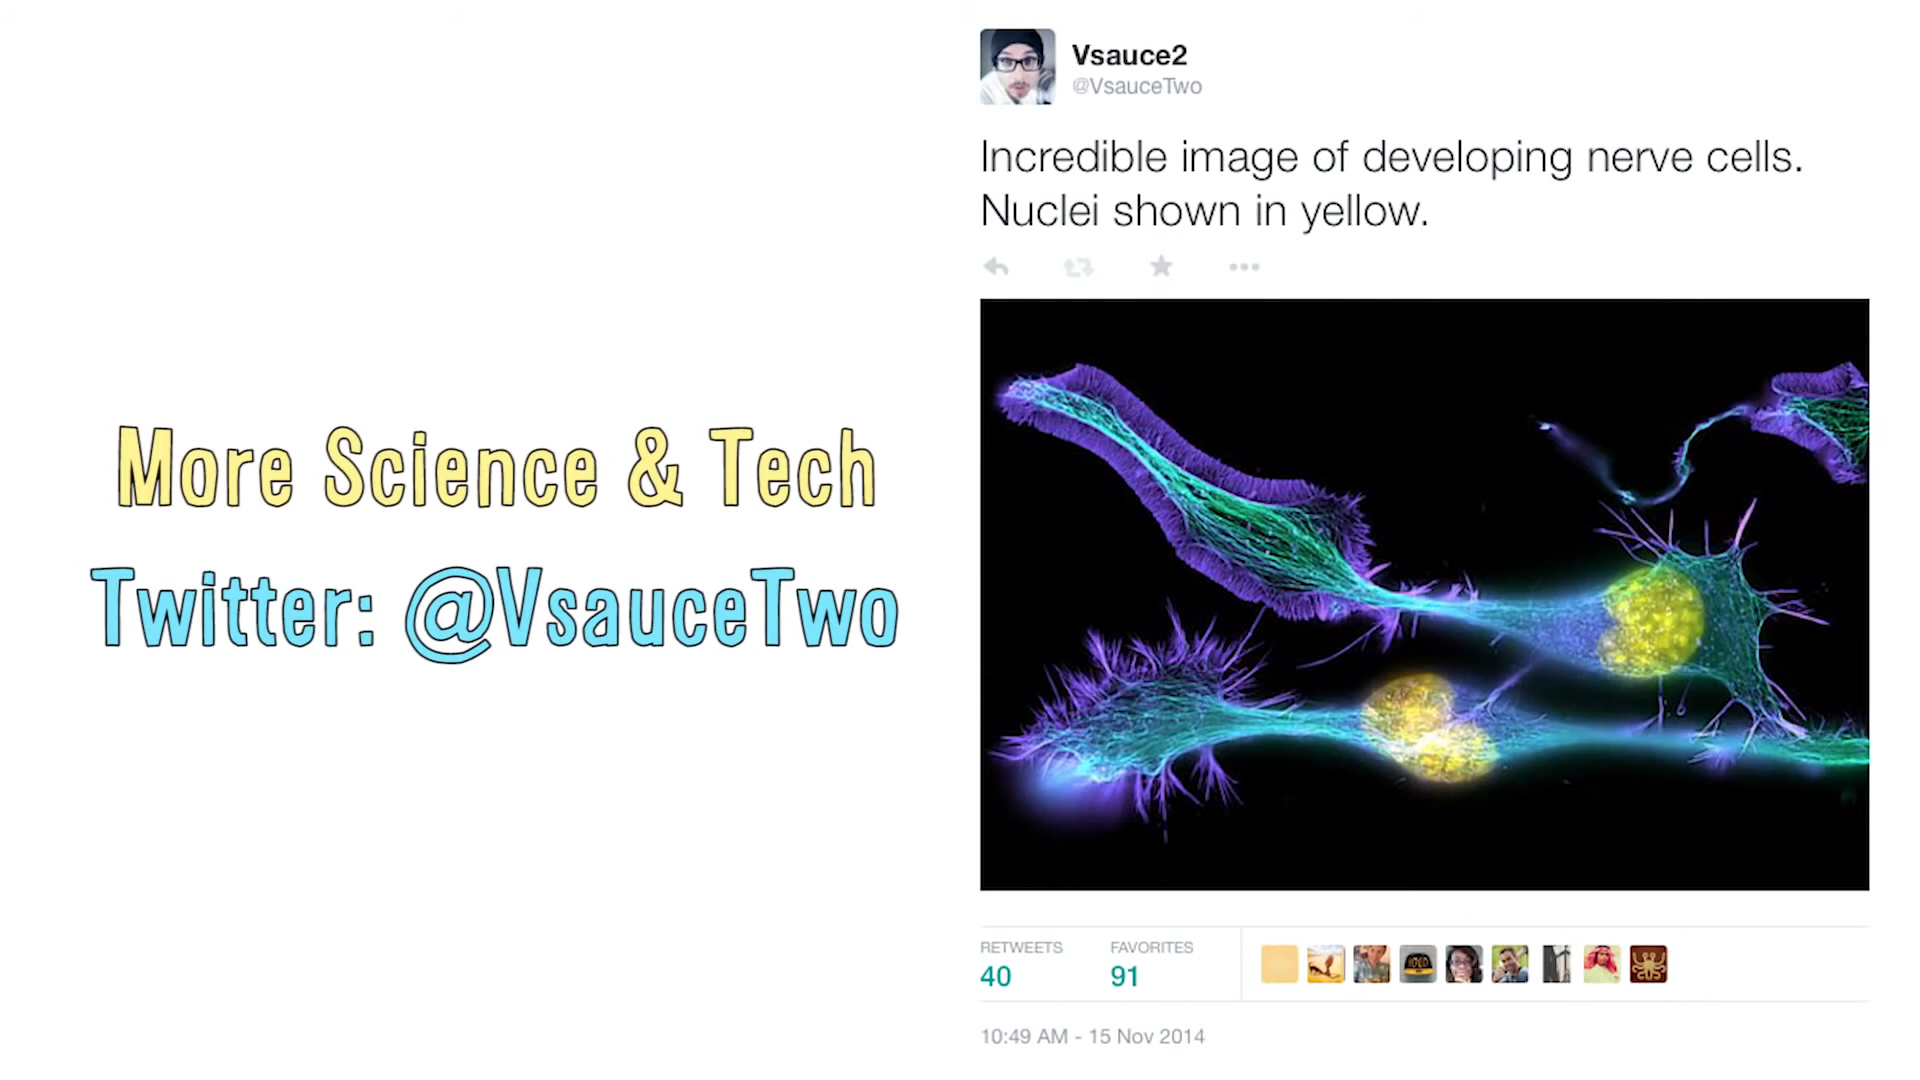 More Science & Tech
Twitter: @VsauceTwo
Vsauce2
@VsauceTwo
Incredible image of developing nerve cells.
Nuclei shown in yellow.
RETWEETS FAVORITES
40 91
10:49 AM - 15 Nov 2014